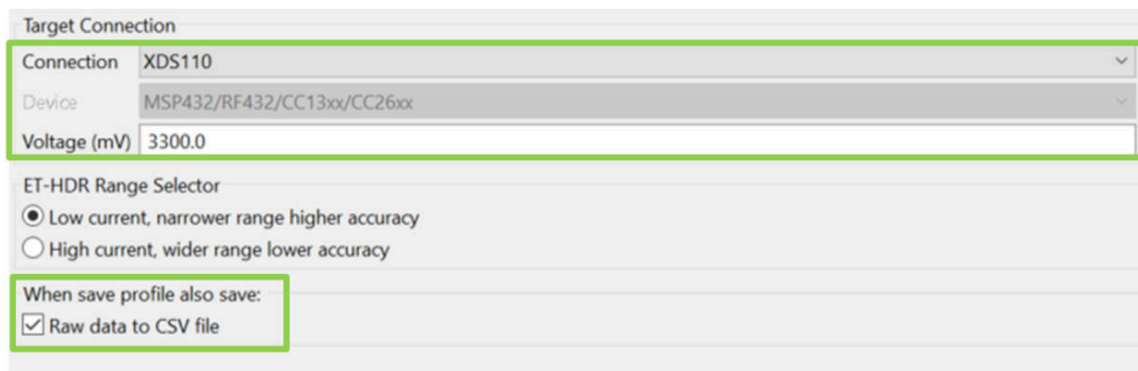 Target Connection
Connection XDS110
Device MSP432/RF432/CC13xx/CC26xx
Voltage (mV) 3300.0
ET-HDR Range Selector
Low current, narrower range higher accuracy
High current, wider range lower accuracy
When save profile also save:
Raw data to CSV file